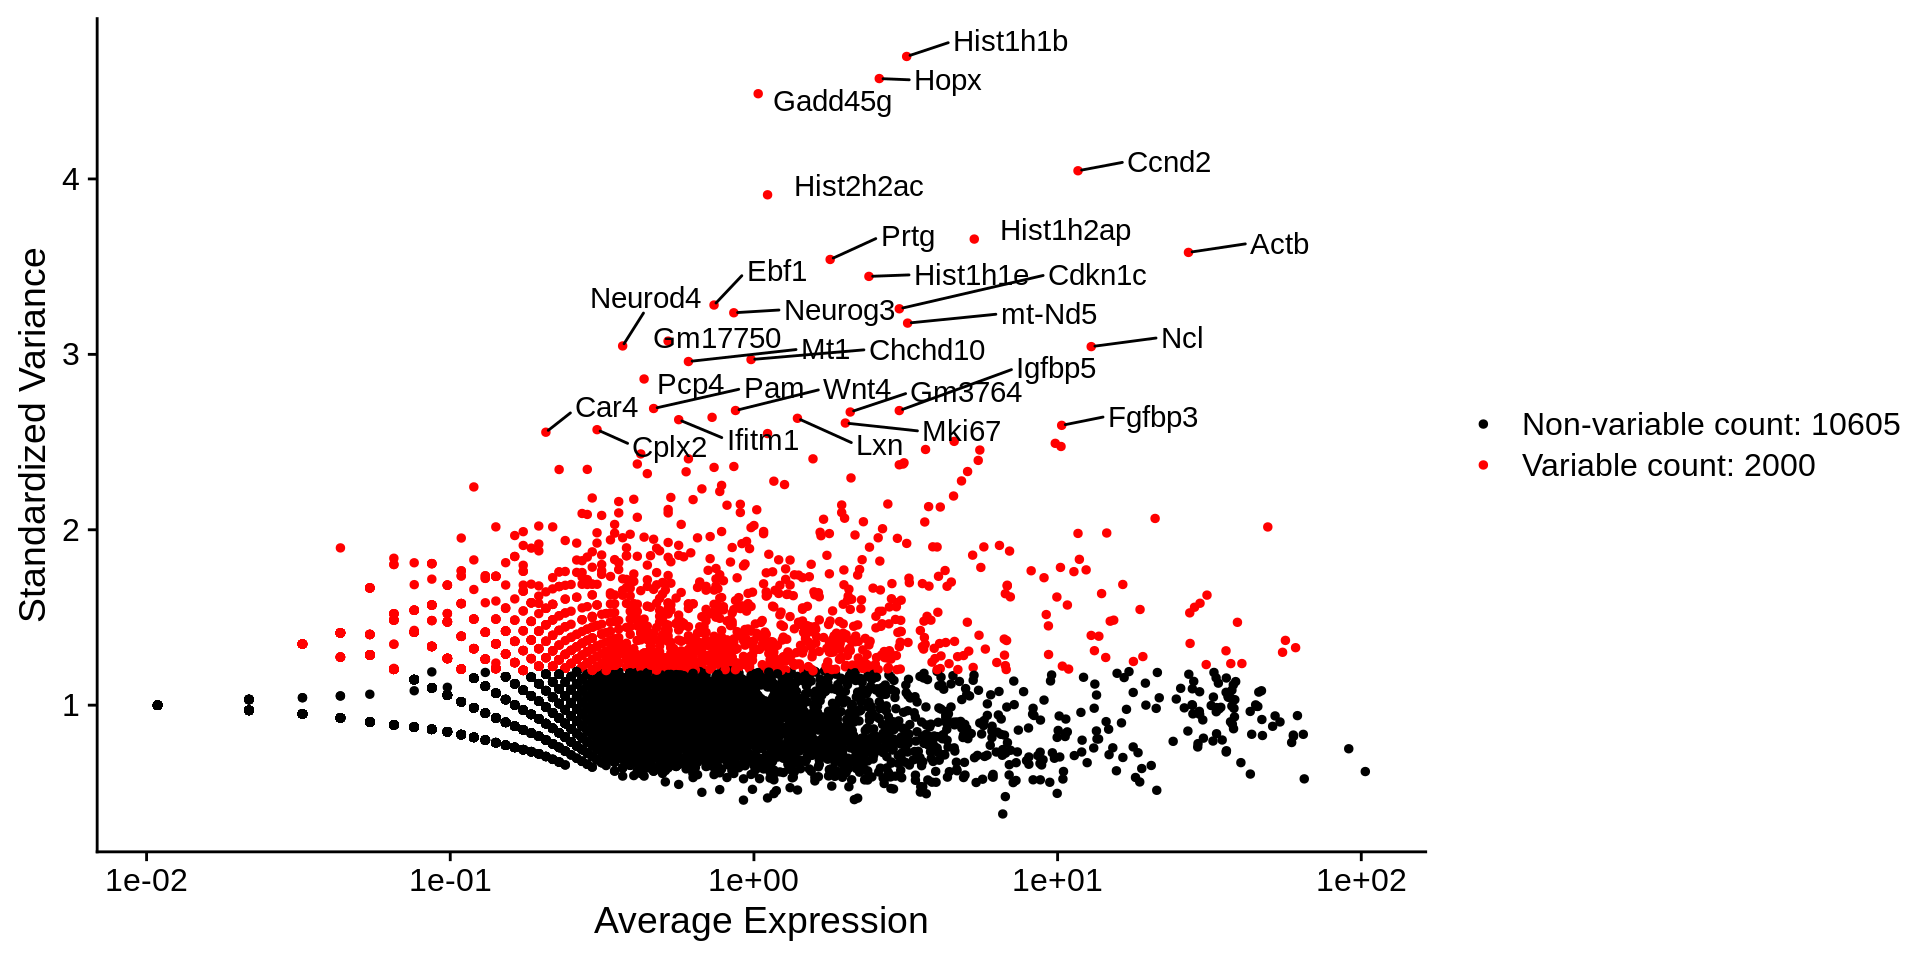 Hist1h1b
Hopx
Gadd45g
Ccnd2
4
Hist2h2ac
Hist1h2ap
Prtg
Actb
Ebf1
Hist1h1e
Cdkn1c
Neurod4
Neurog3
mt-Nd5
Gm17750
Ncl
3
Mt1
Chchd10
Igfbp5
Pcp4
Pam
Wnt4
Gm3764
Car4
Fgfbp3
Cplx2
Ifitm1
Lxn
Mki67
2
1
Standardized Variance
1e-02
1e-01
1e+00
1e+01
1e+02
Average Expression
Non-variable count: 10605
Variable count: 2000